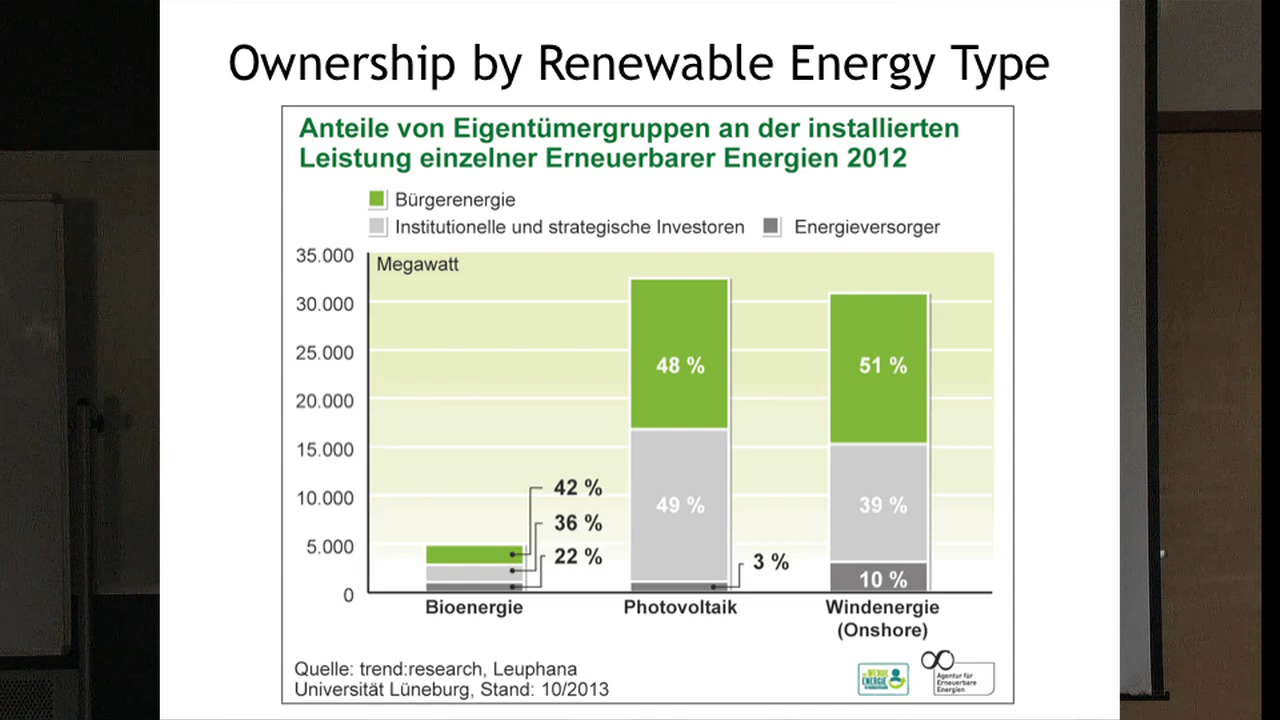 Ownership by Renewable Energy Type
Anteile von Eigentümergruppen an der installierten
Leistung einzelner Erneuerbarer Energien 2012
Bürgerenergie
Institutionelle und strategische Investoren
Energieversorger
35.000
Megawatt
30.000
25.000
20.000
15.000
10.000
5.000
0
42 %
36 %
22 %
48 %
49 %
3 %
51 %
39 %
10 %
Bioenergie
Photovoltaik
Windenergie
(Onshore)
Quelle: trend:research, Leuphana
Universität Lüneburg, Stand: 10/2013
ENERGIE
Agentur für
Erneuerbare
Energien